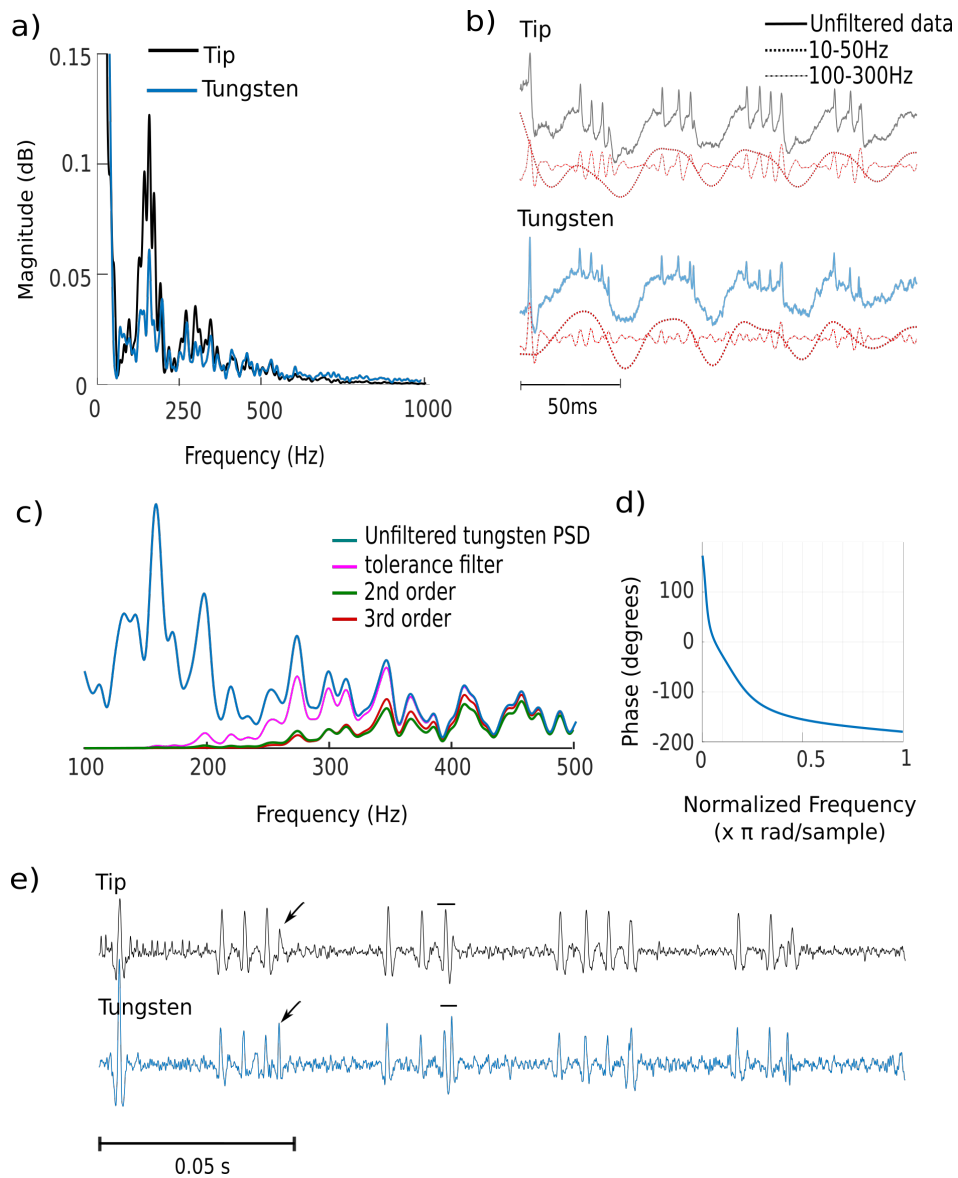 a)
Tip
Tungsten
0.15
0.1
0.05
0
Magnitude (dB)
0 250 500 1000
Frequency (Hz)
b)
Tip
Unfiltered data
10-50Hz
100-300Hz
Tungsten
50ms
c)
Unfiltered tungsten PSD
tolerance filter
2nd order
3rd order
100 200 300 400 500
Frequency (Hz)
d)
100
0
-100
-200
Phase (degrees)
0 0.5 1
Normalized Frequency
(x π rad/sample)
e)
Tip
Tungsten
0.05 s